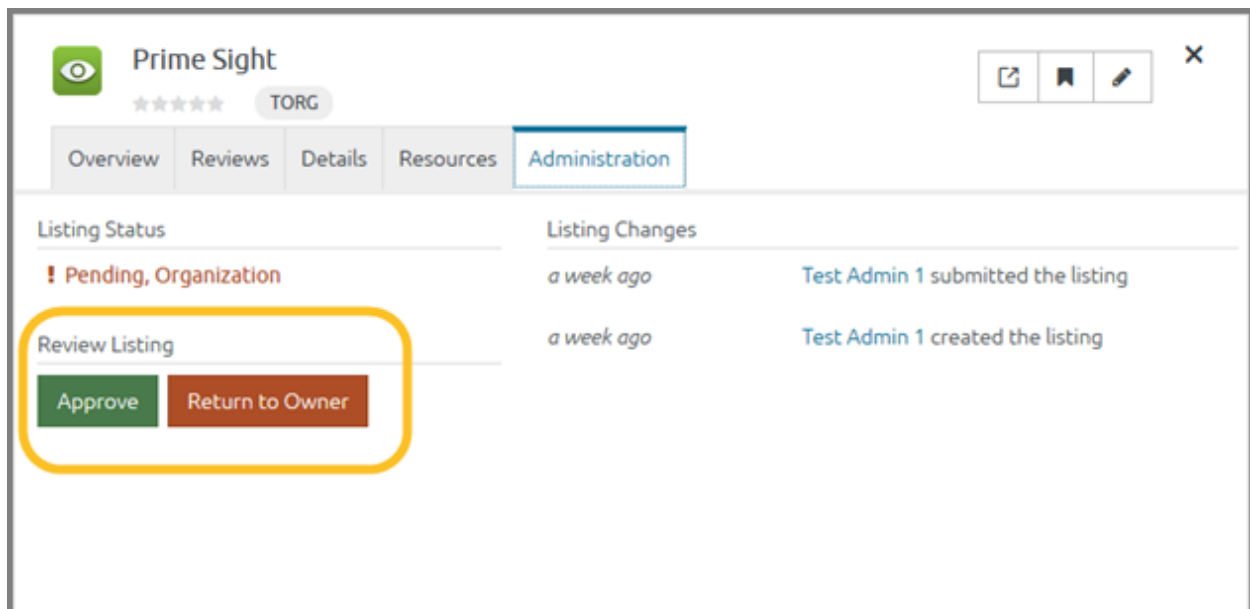 Prime Sight
TORG
Overview Reviews Details Resources Administration
Listing Status
! Pending, Organization
Review Listing
Approve Return to Owner
Listing Changes
a week ago Test Admin 1 submitted the listing
a week ago Test Admin 1 created the listing